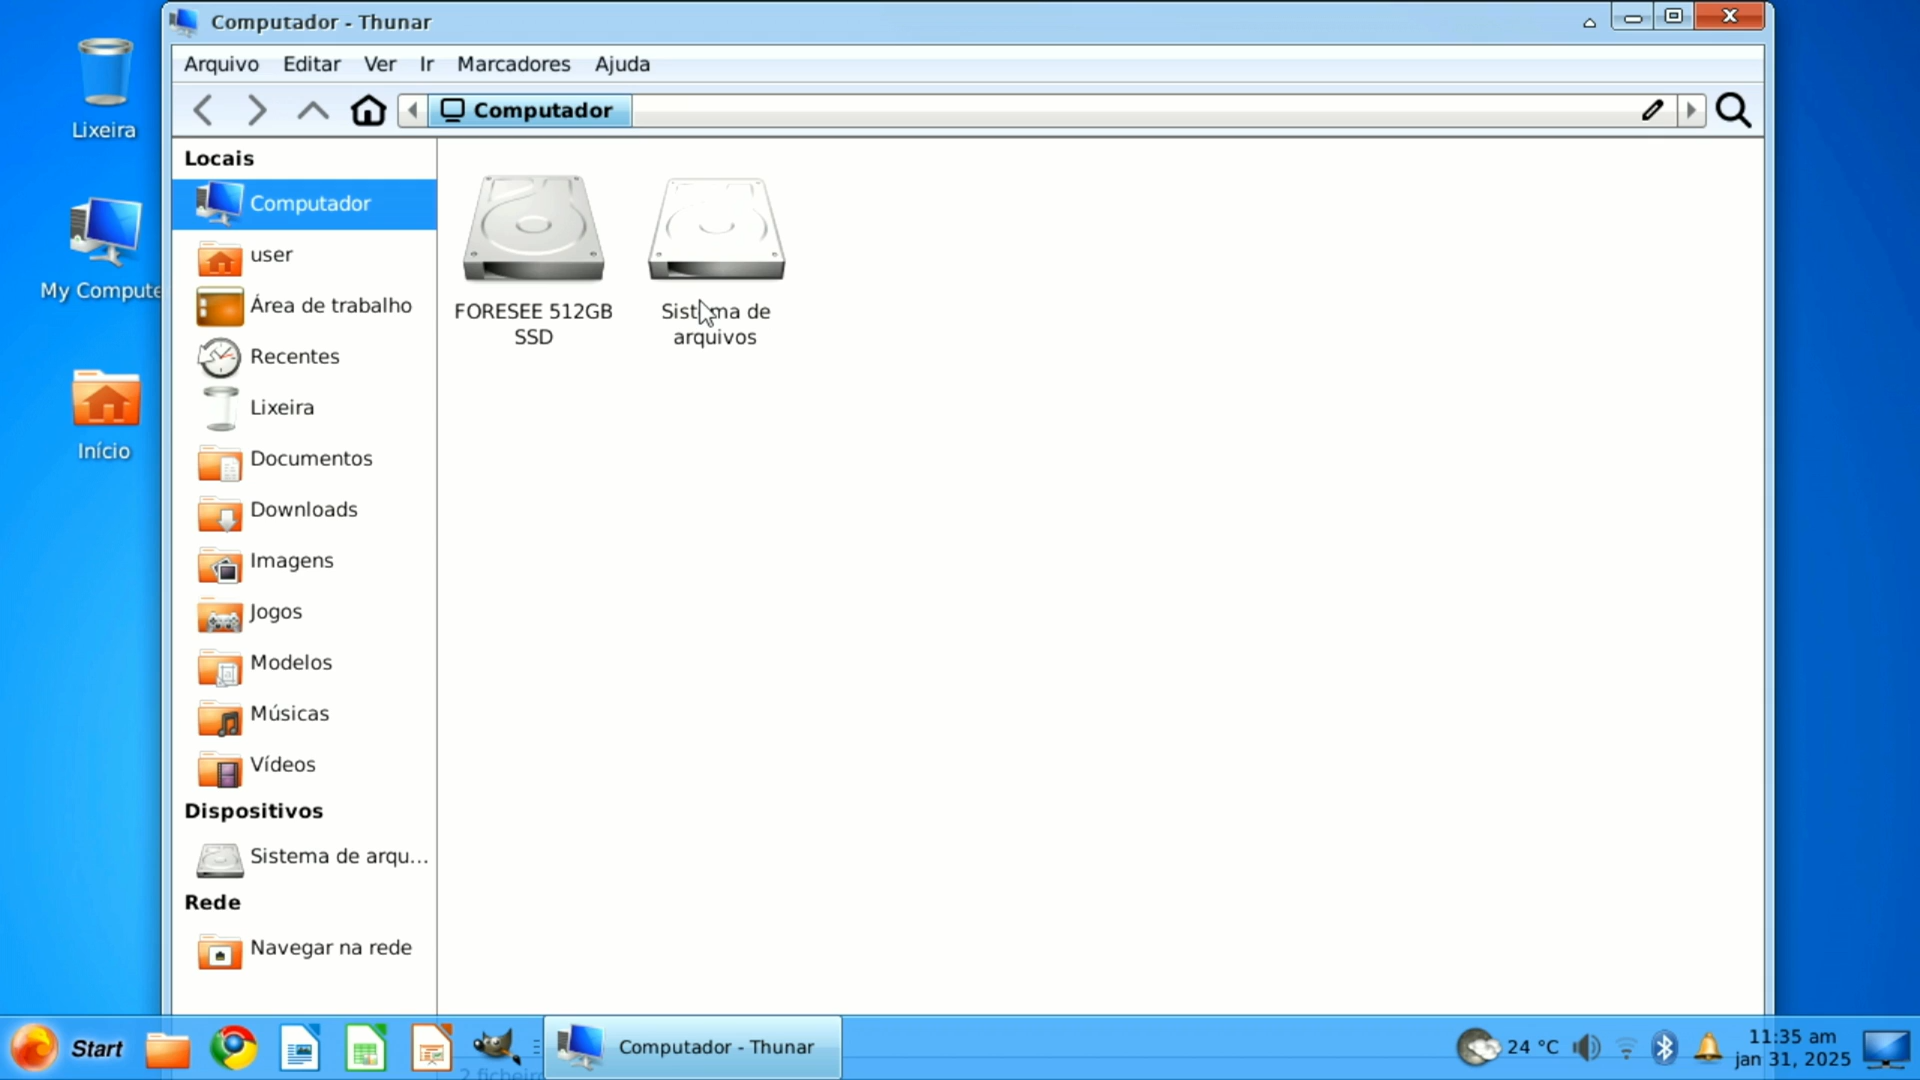 Computador - Thunar
Arquivo Editar Ver Ir Marcadores Ajuda
Computador
Lixeira
My Compute
Início
Locais
Computador
user
Área de trabalho
Recentes
Lixeira
Documentos
Downloads
Imagens
Jogos
Modelos
Músicas
Vídeos
Dispositivos
Sistema de arqu...
Rede
Navegar na rede
FORESEE 512GB
SSD
Sistema de
arquivos
Start
2 ficheir
Computador - Thunar
24 °C
11:35 am
jan 31, 2025